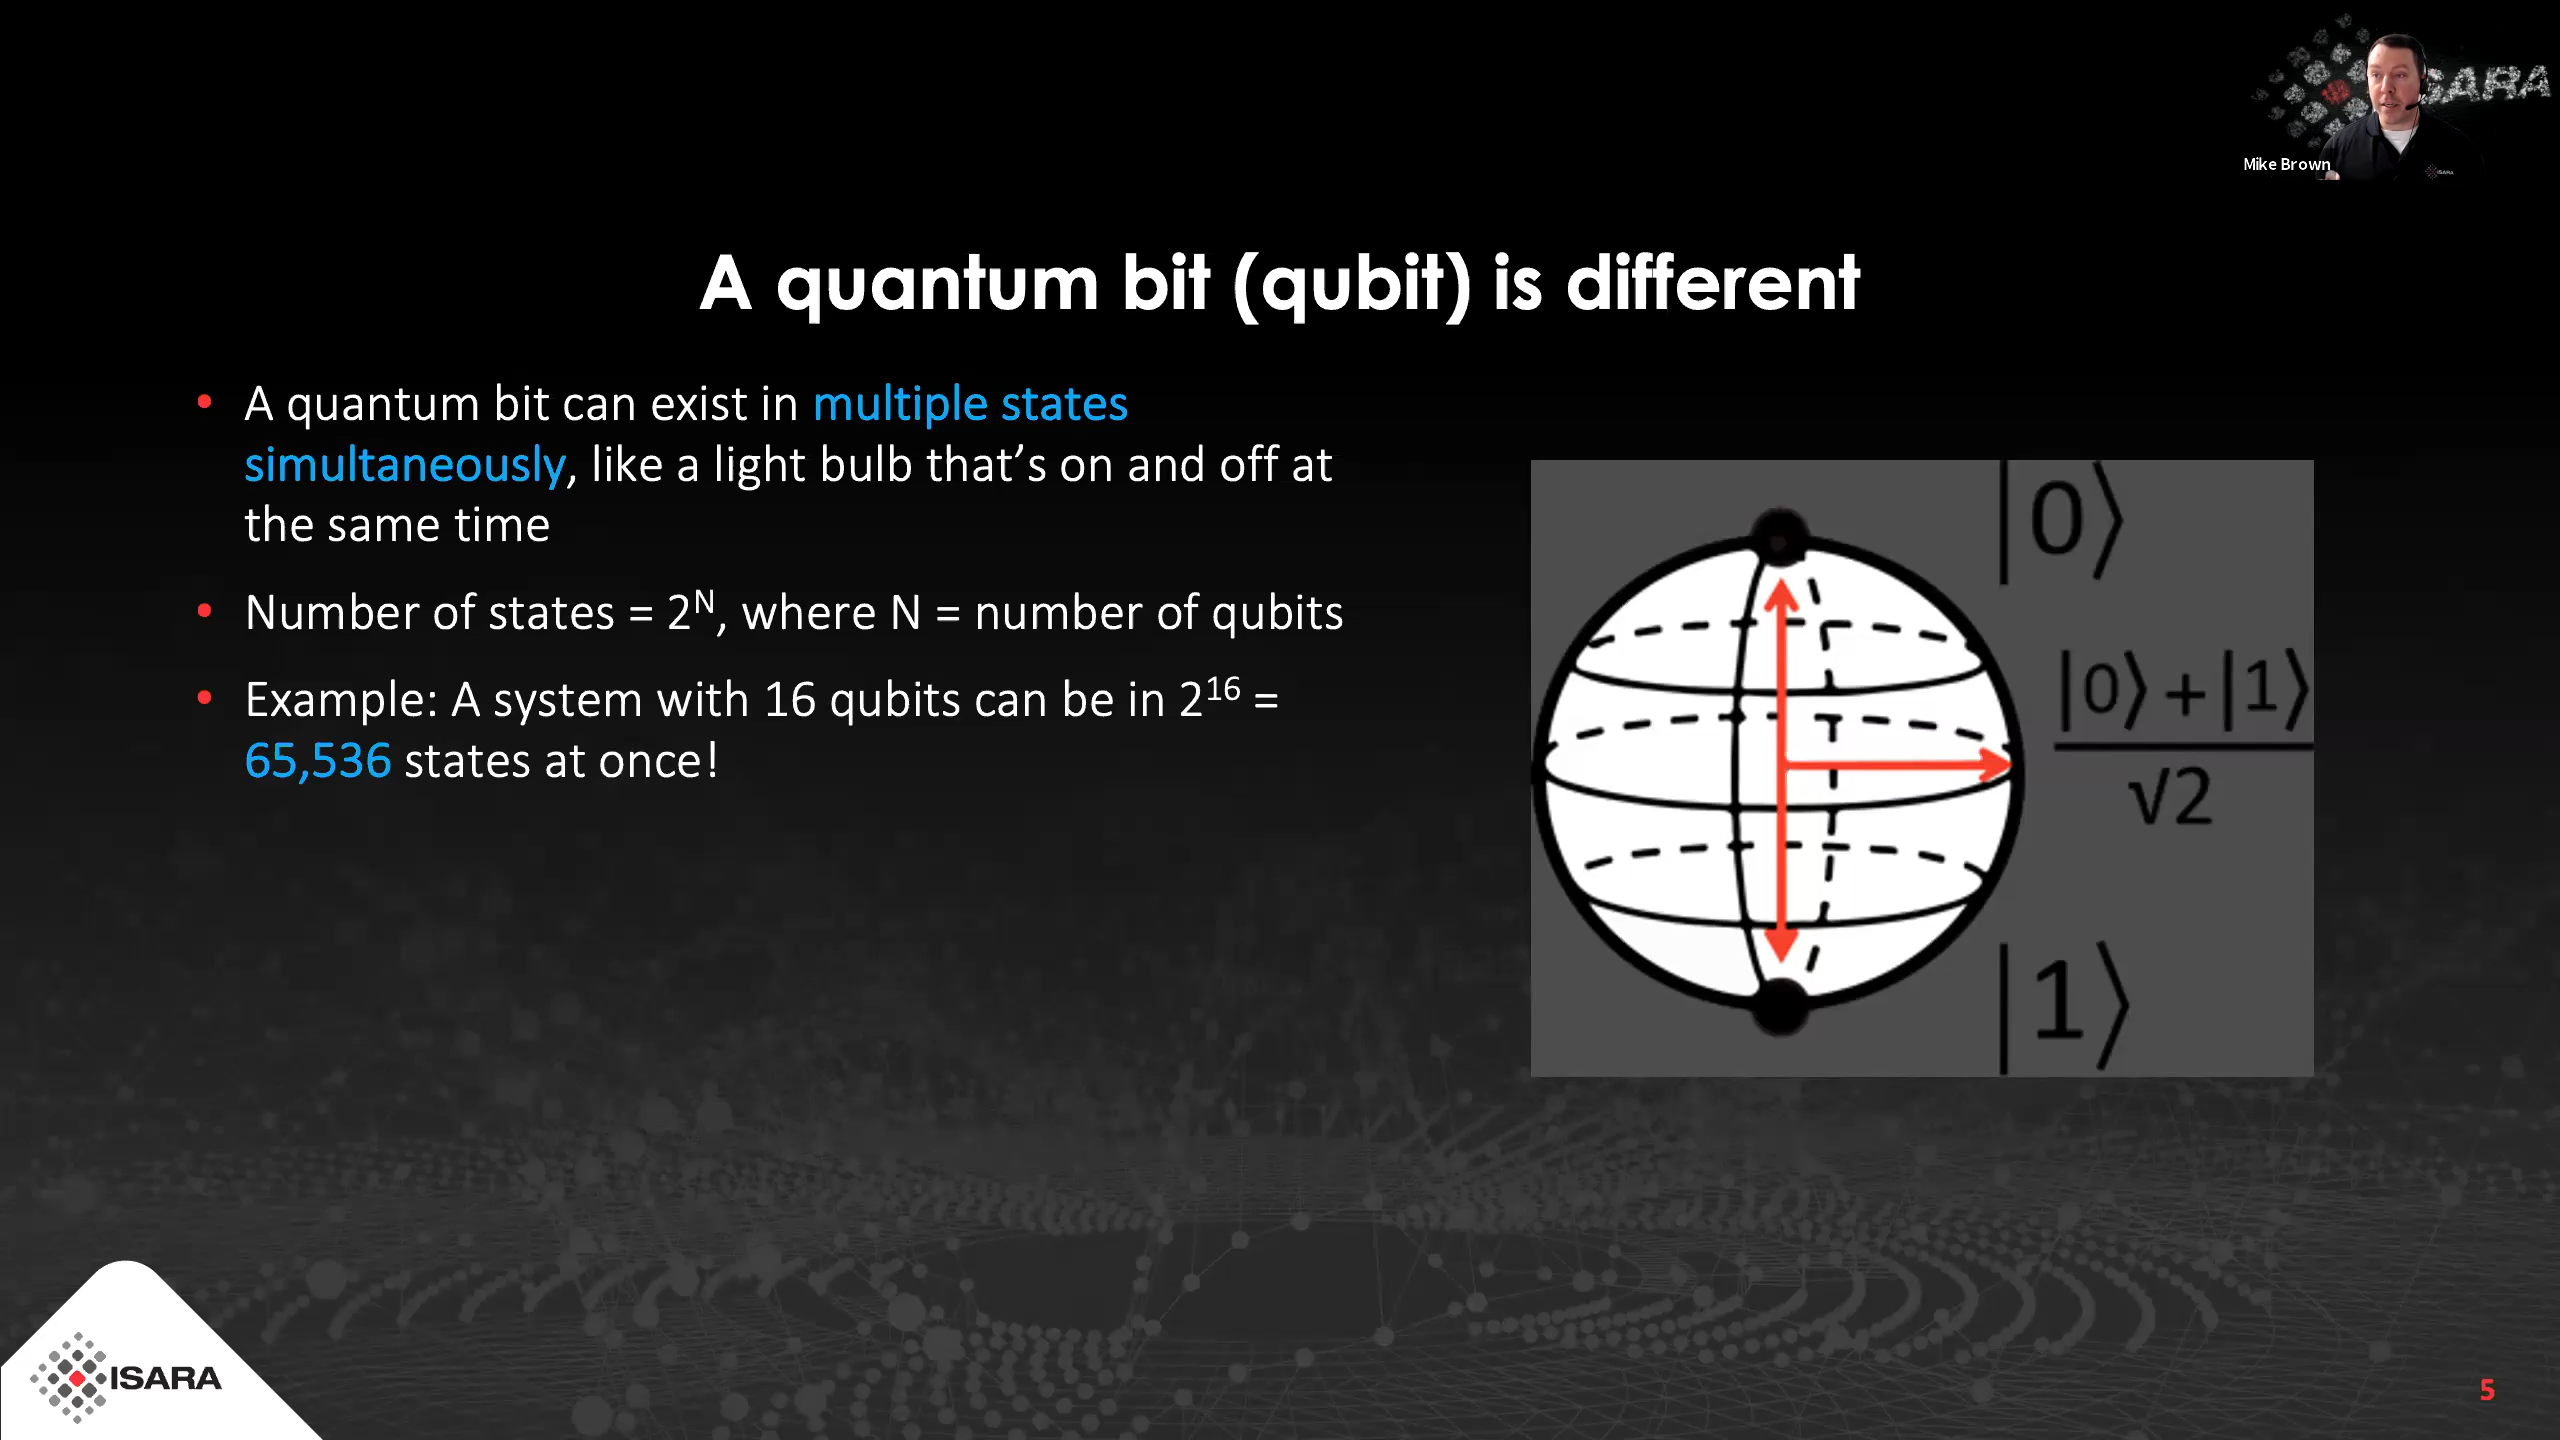 ISARA
Mike Brown
ISARA
A quantum bit (qubit) is different
• A quantum bit can exist in multiple states
simultaneously, like a light bulb that’s on and off at
the same time
• Number of states = 2ᴺ, where N = number of qubits
• Example: A system with 16 qubits can be in 2¹⁶ =
65,536 states at once!
|0⟩
|0⟩+|1⟩
√2
|1⟩
ISARA
5